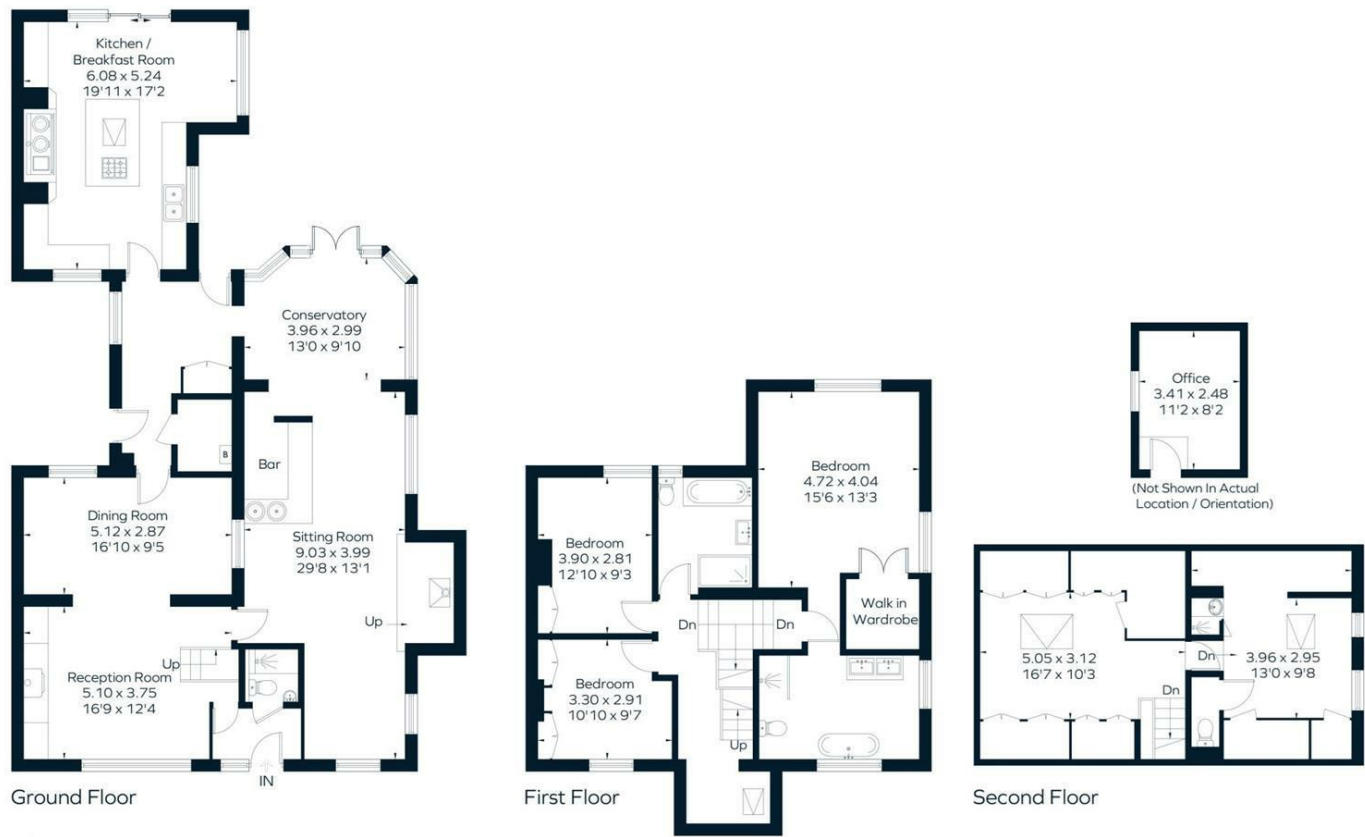 Kitchen /
Breakfast Room
6.08 x 5.24
19'11 x 17'2
Conservatory
3.96 x 2.99
13'0 x 9'10
B
Bar
Dining Room
5.12 x 2.87
16'10 x 9'5
Sitting Room
9.03 x 3.99
29'8 x 13'1
Up
Up
Reception Room
5.10 x 3.75
16'9 x 12'4
IN
Ground Floor
Bedroom
4.72 x 4.04
15'6 x 13'3
Bedroom
3.90 x 2.81
12'10 x 9'3
Walk in
Wardrobe
Dn
Dn
Bedroom
3.30 x 2.91
10'10 x 9'7
Up
First Floor
Office
3.41 x 2.48
11'2 x 8'2
(Not Shown In Actual
Location / Orientation)
5.05 x 3.12
16'7 x 10'3
Dn
3.96 x 2.95
13'0 x 9'8
Dn
Second Floor